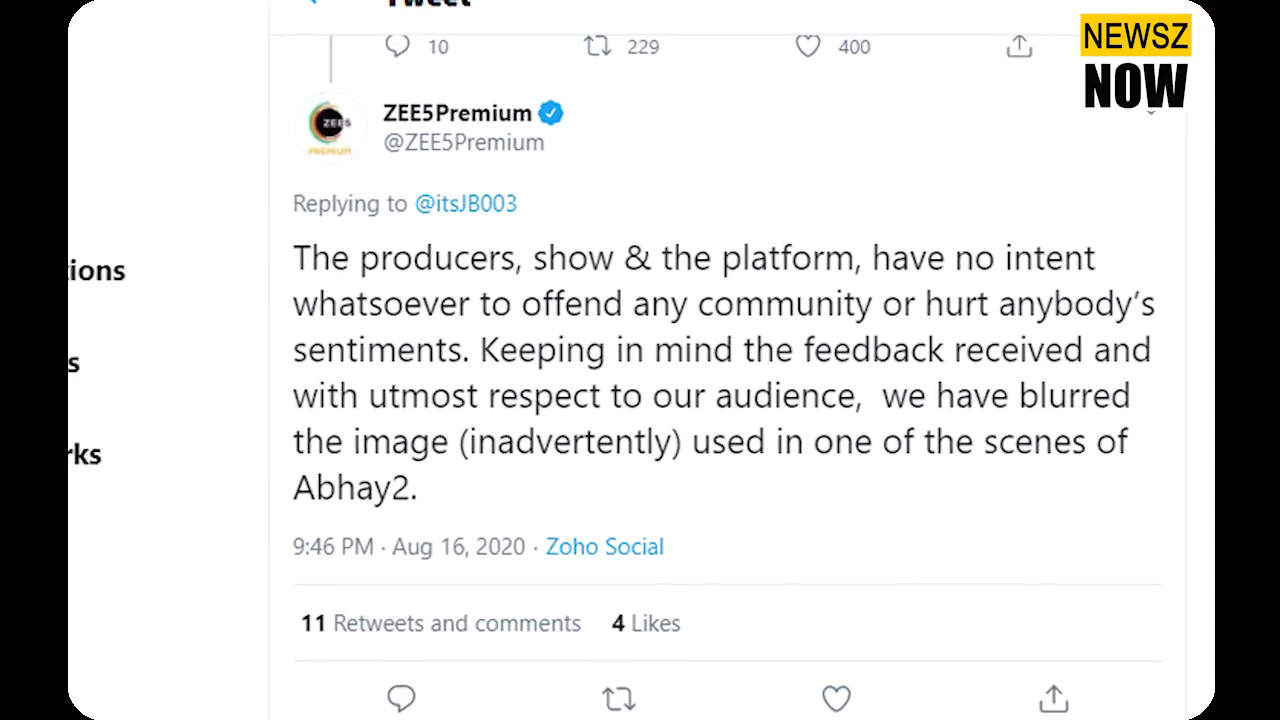 Tweet
NEWSZ
NOW
10 229 400
ZEE5Premium
@ZEE5Premium
ZEE5
PREMIUM
Replying to @itsJB003
The producers, show & the platform, have no intent
whatsoever to offend any community or hurt anybody’s
sentiments. Keeping in mind the feedback received and
with utmost respect to our audience,  we have blurred
the image (inadvertently) used in one of the scenes of
Abhay2.
9:46 PM · Aug 16, 2020 · Zoho Social
11 Retweets and comments 4 Likes
tions
s
rks